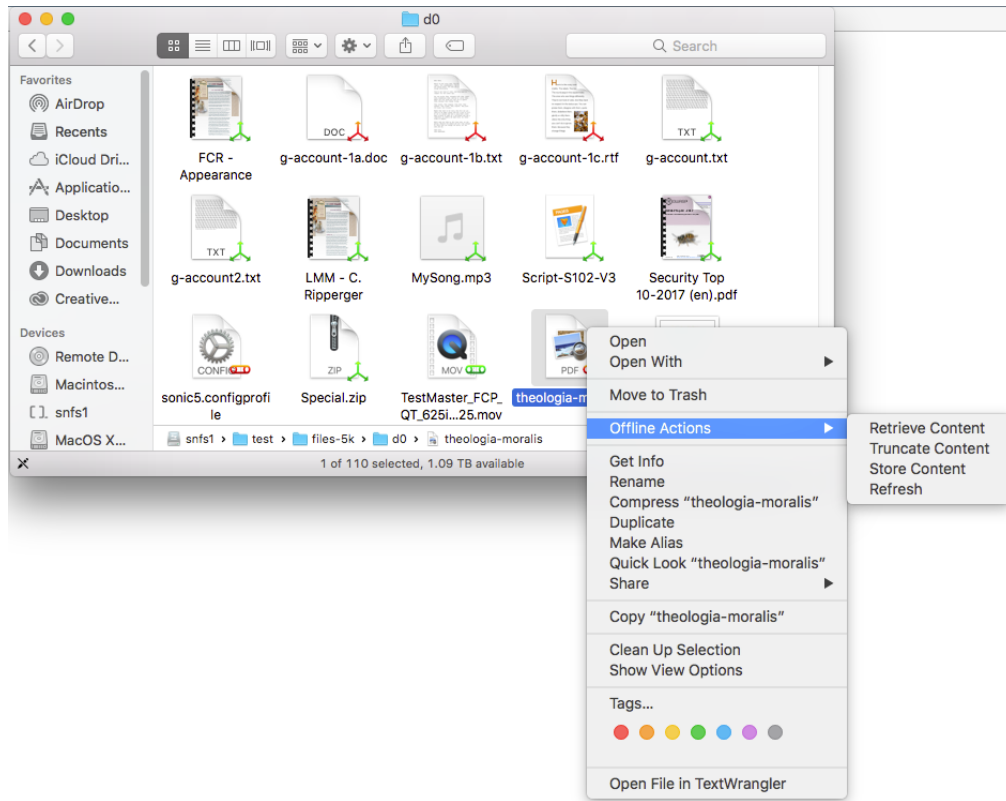 d0
Search
Favorites
AirDrop
Recents
iCloud Dri...
Applicatio...
Desktop
Documents
Downloads
Creative...
Devices
Remote D...
Macintos...
snfs1
MacOS X...
DOC
TXT
FCR -
Appearance
g-account-1a.doc
g-account-1b.txt
g-account-1c.rtf
g-account.txt
TXT
g-account2.txt
LMM - C.
Ripperger
MySong.mp3
Script-S102-V3
Security Top
10-2017 (en).pdf
CONFIG
ZIP
MOV
PDF
sonic5.configprofi
le
Special.zip
TestMaster_FCP_
QT_625i...25.mov
theologia-m
snfs1 › test › files-5k › d0 › theologia-moralis
1 of 110 selected, 1.09 TB available
Open
Open With
Move to Trash
Offline Actions
Get Info
Rename
Compress “theologia-moralis”
Duplicate
Make Alias
Quick Look “theologia-moralis”
Share
Copy “theologia-moralis”
Clean Up Selection
Show View Options
Tags...
Open File in TextWrangler
Retrieve Content
Truncate Content
Store Content
Refresh